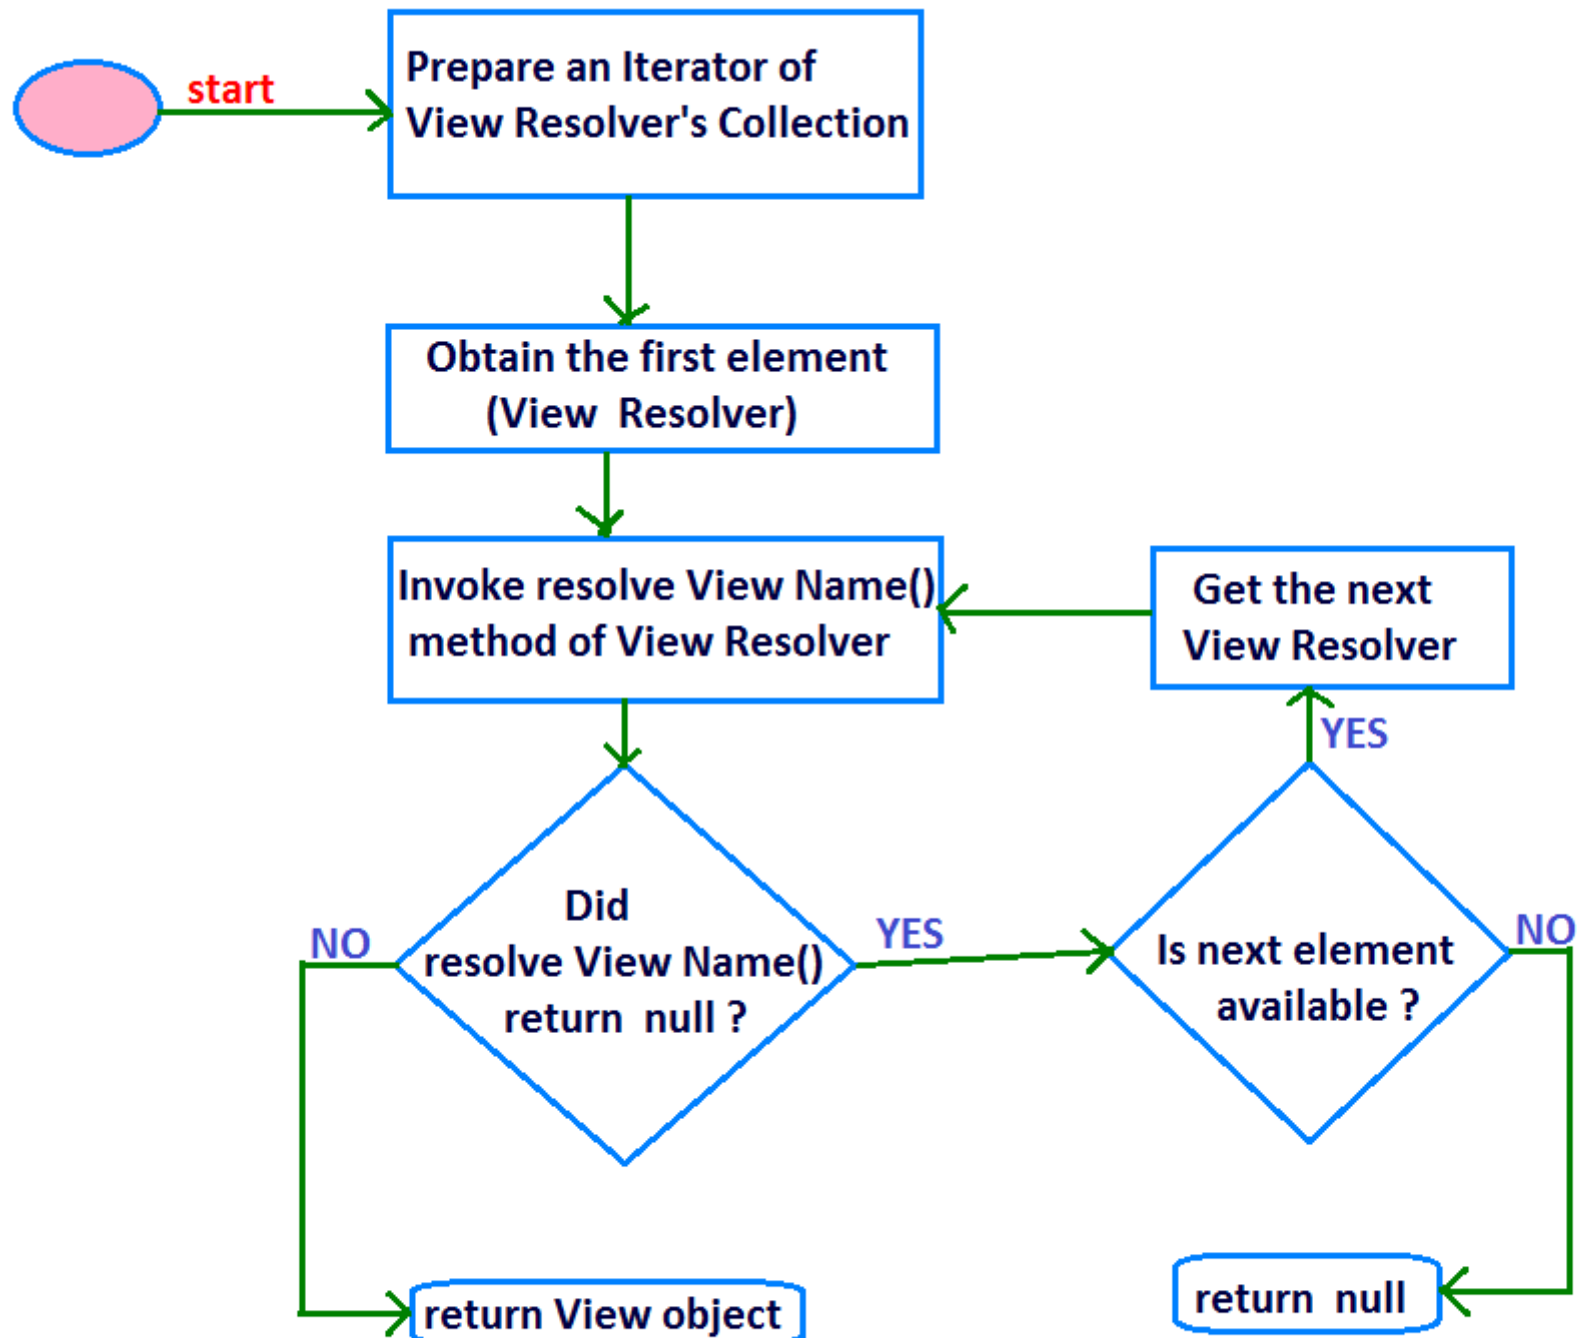 start
Prepare an Iterator of
View Resolver's Collection
Obtain the first element
(View Resolver)
Invoke resolve View Name()
method of View Resolver
Get the next
View Resolver
YES
Did
resolve View Name()
return null ?
NO
YES
Is next element
available ?
NO
return View object
return null